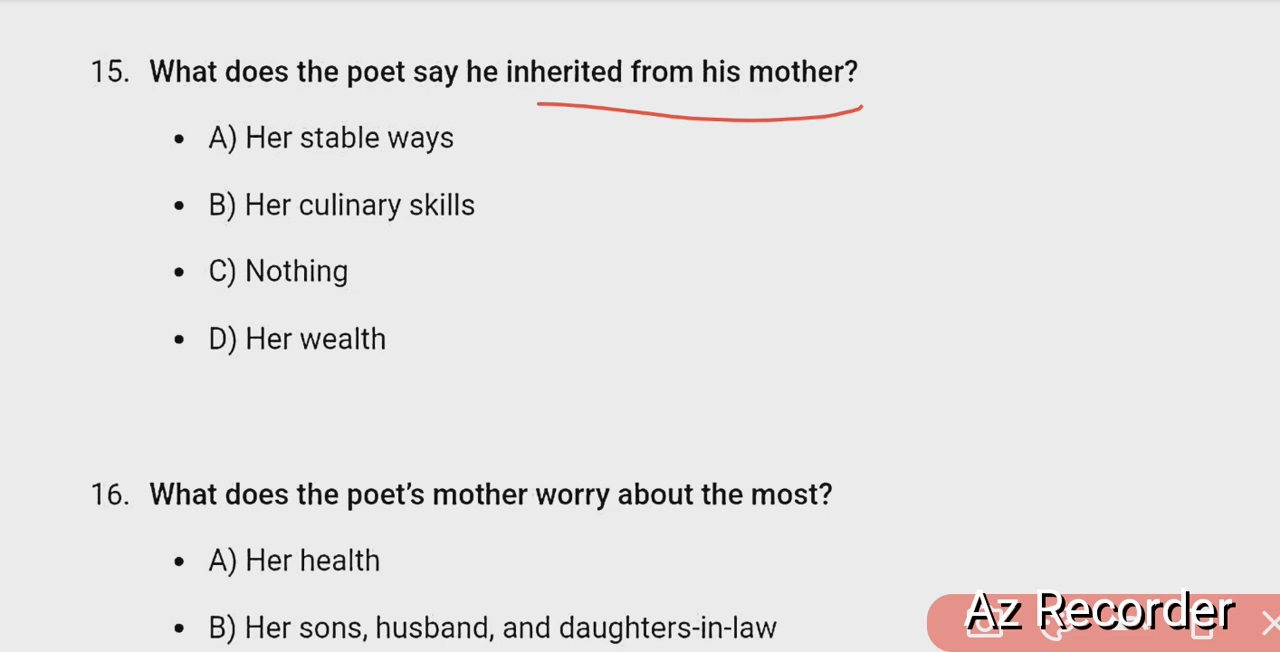 15. What does the poet say he inherited from his mother?
• A) Her stable ways
• B) Her culinary skills
• C) Nothing
• D) Her wealth
16. What does the poet’s mother worry about the most?
• A) Her health
• B) Her sons, husband, and daughters-in-law
Az Recorder